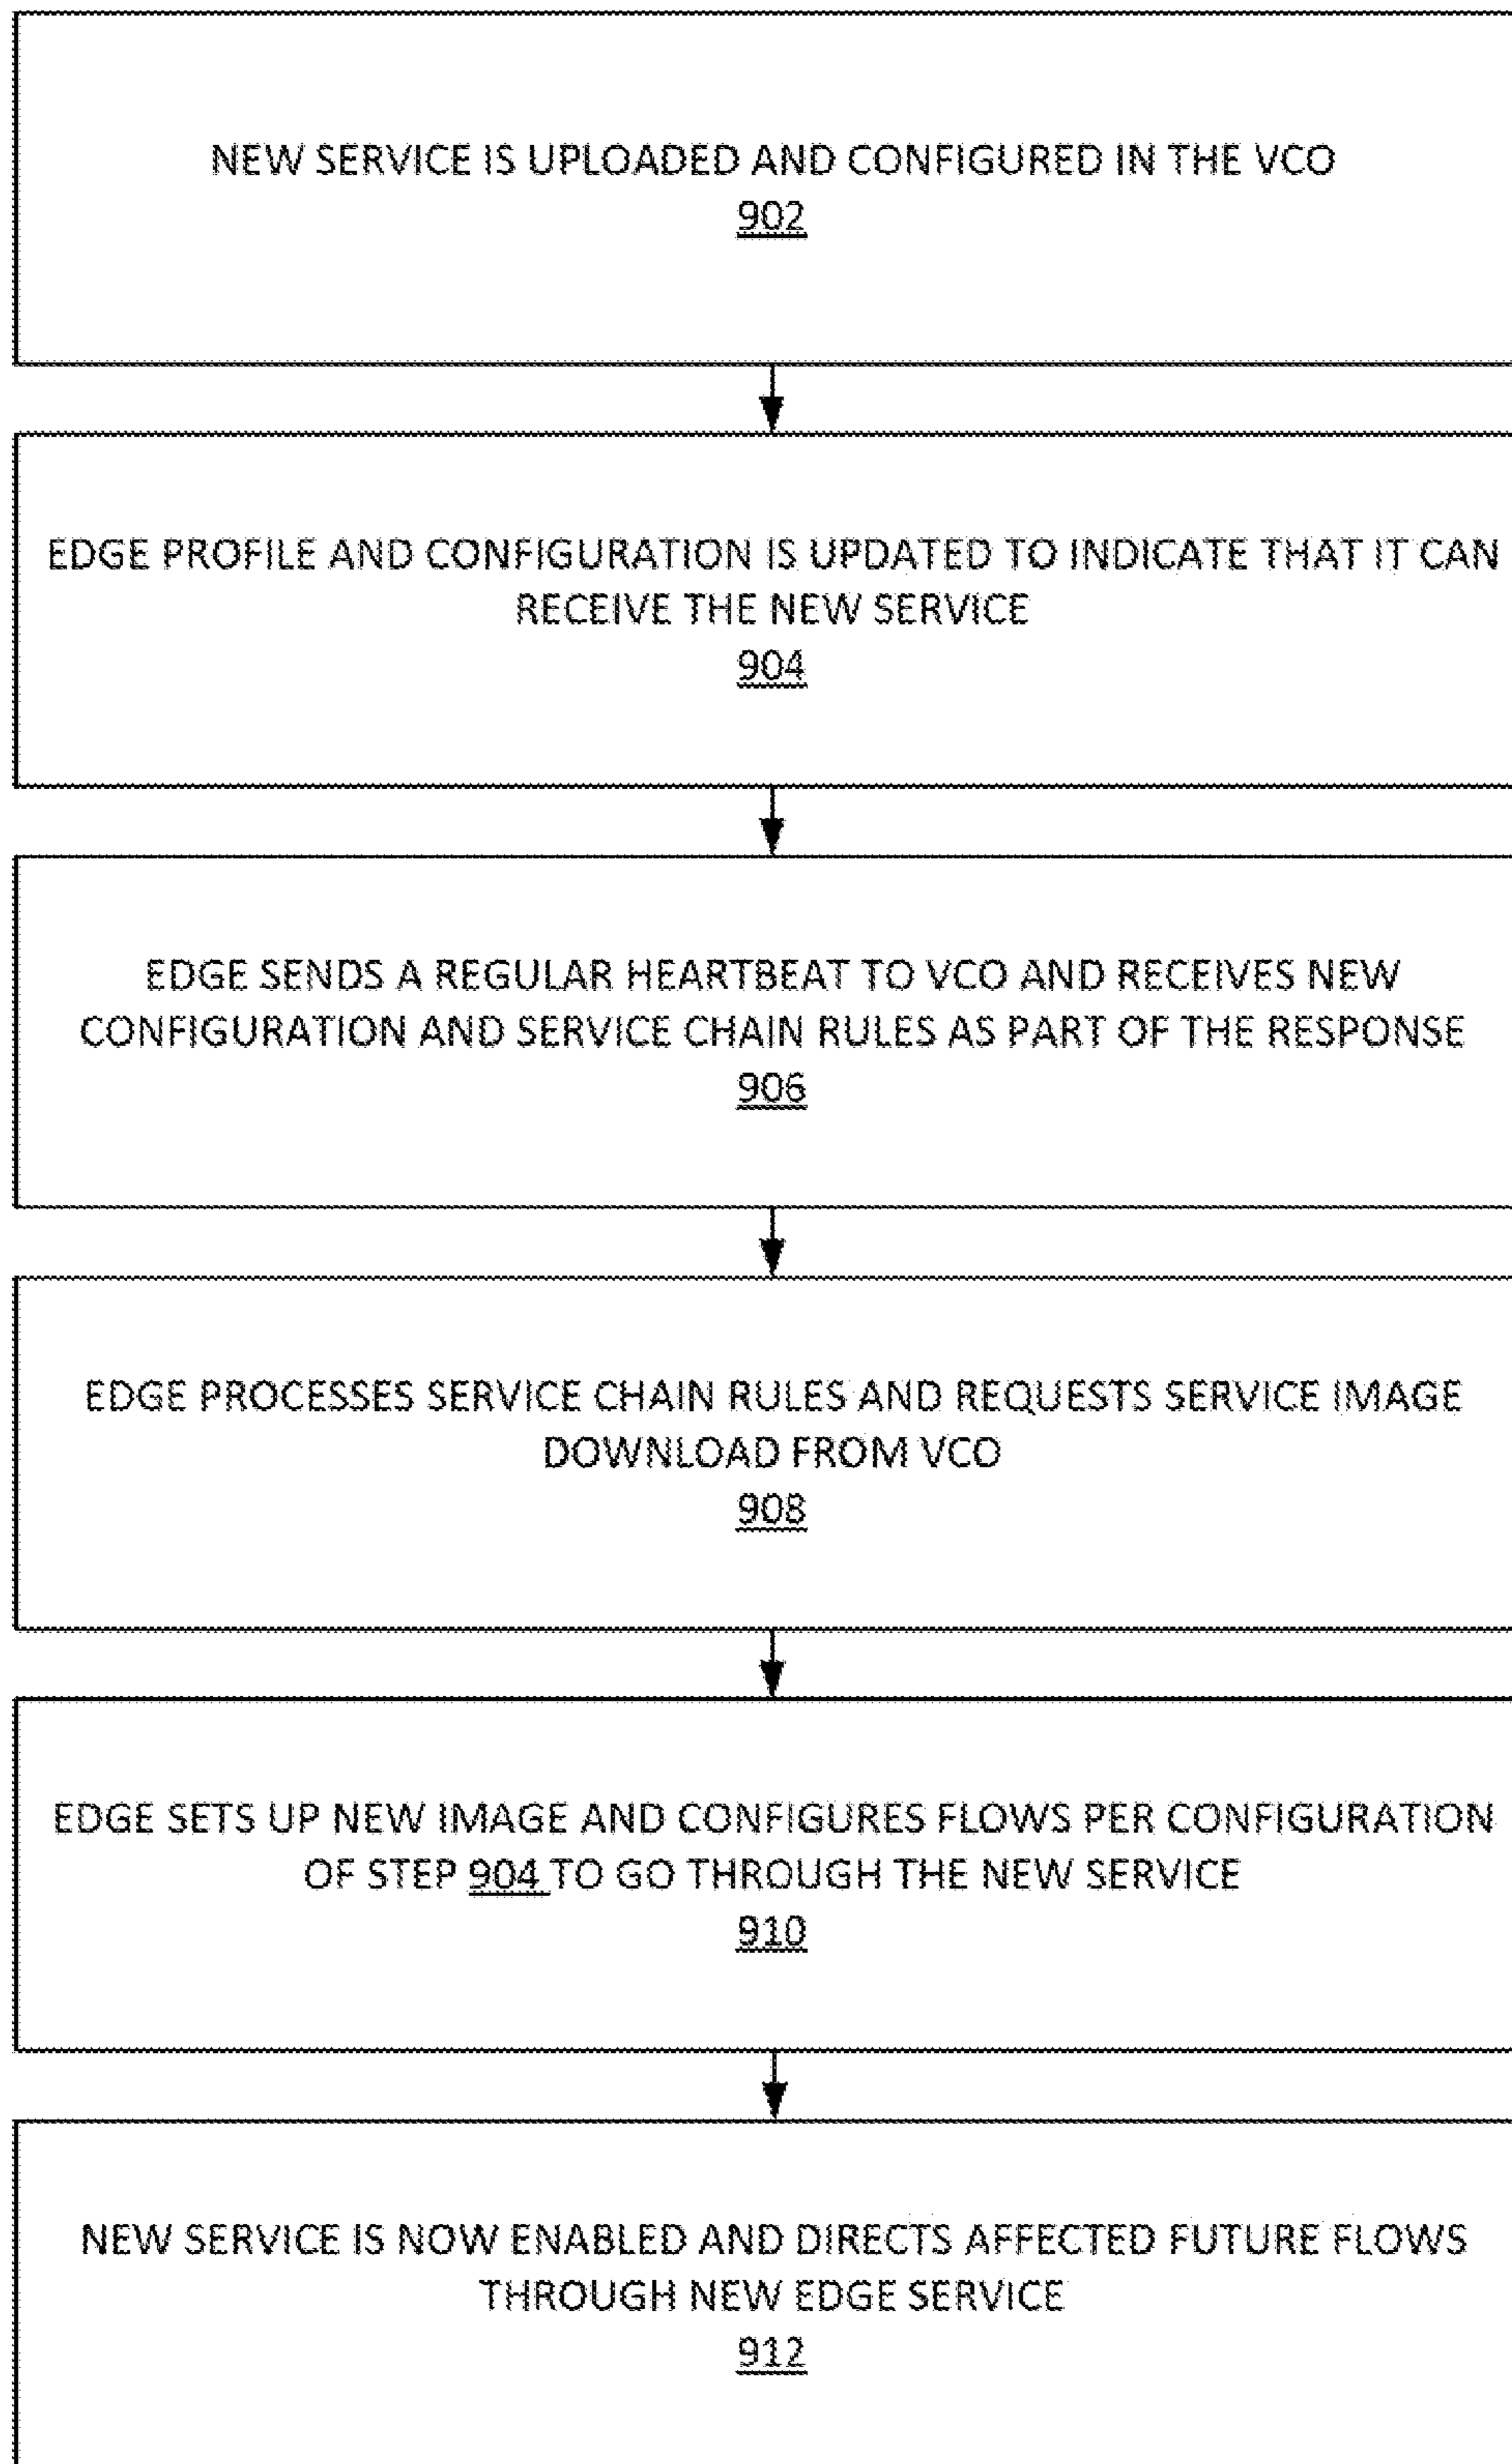 NEW SERVICE IS UPLOADED AND CONFIGURED IN THE VCO
902
EDGE PROFILE AND CONFIGURATION IS UPDATED TO INDICATE THAT IT CAN
RECEIVE THE NEW SERVICE
904
EDGE SENDS A REGULAR HEARTBEAT TO VCO AND RECEIVES NEW
CONFIGURATION AND SERVICE CHAIN RULES AS PART OF THE RESPONSE
906
EDGE PROCESSES SERVICE CHAIN RULES AND REQUESTS SERVICE IMAGE
DOWNLOAD FROM VCO
908
EDGE SETS UP NEW IMAGE AND CONFIGURES FLOWS PER CONFIGURATION
OF STEP 904 TO GO THROUGH THE NEW SERVICE
910
NEW SERVICE IS NOW ENABLED AND DIRECTS AFFECTED FUTURE FLOWS
THROUGH NEW EDGE SERVICE
912